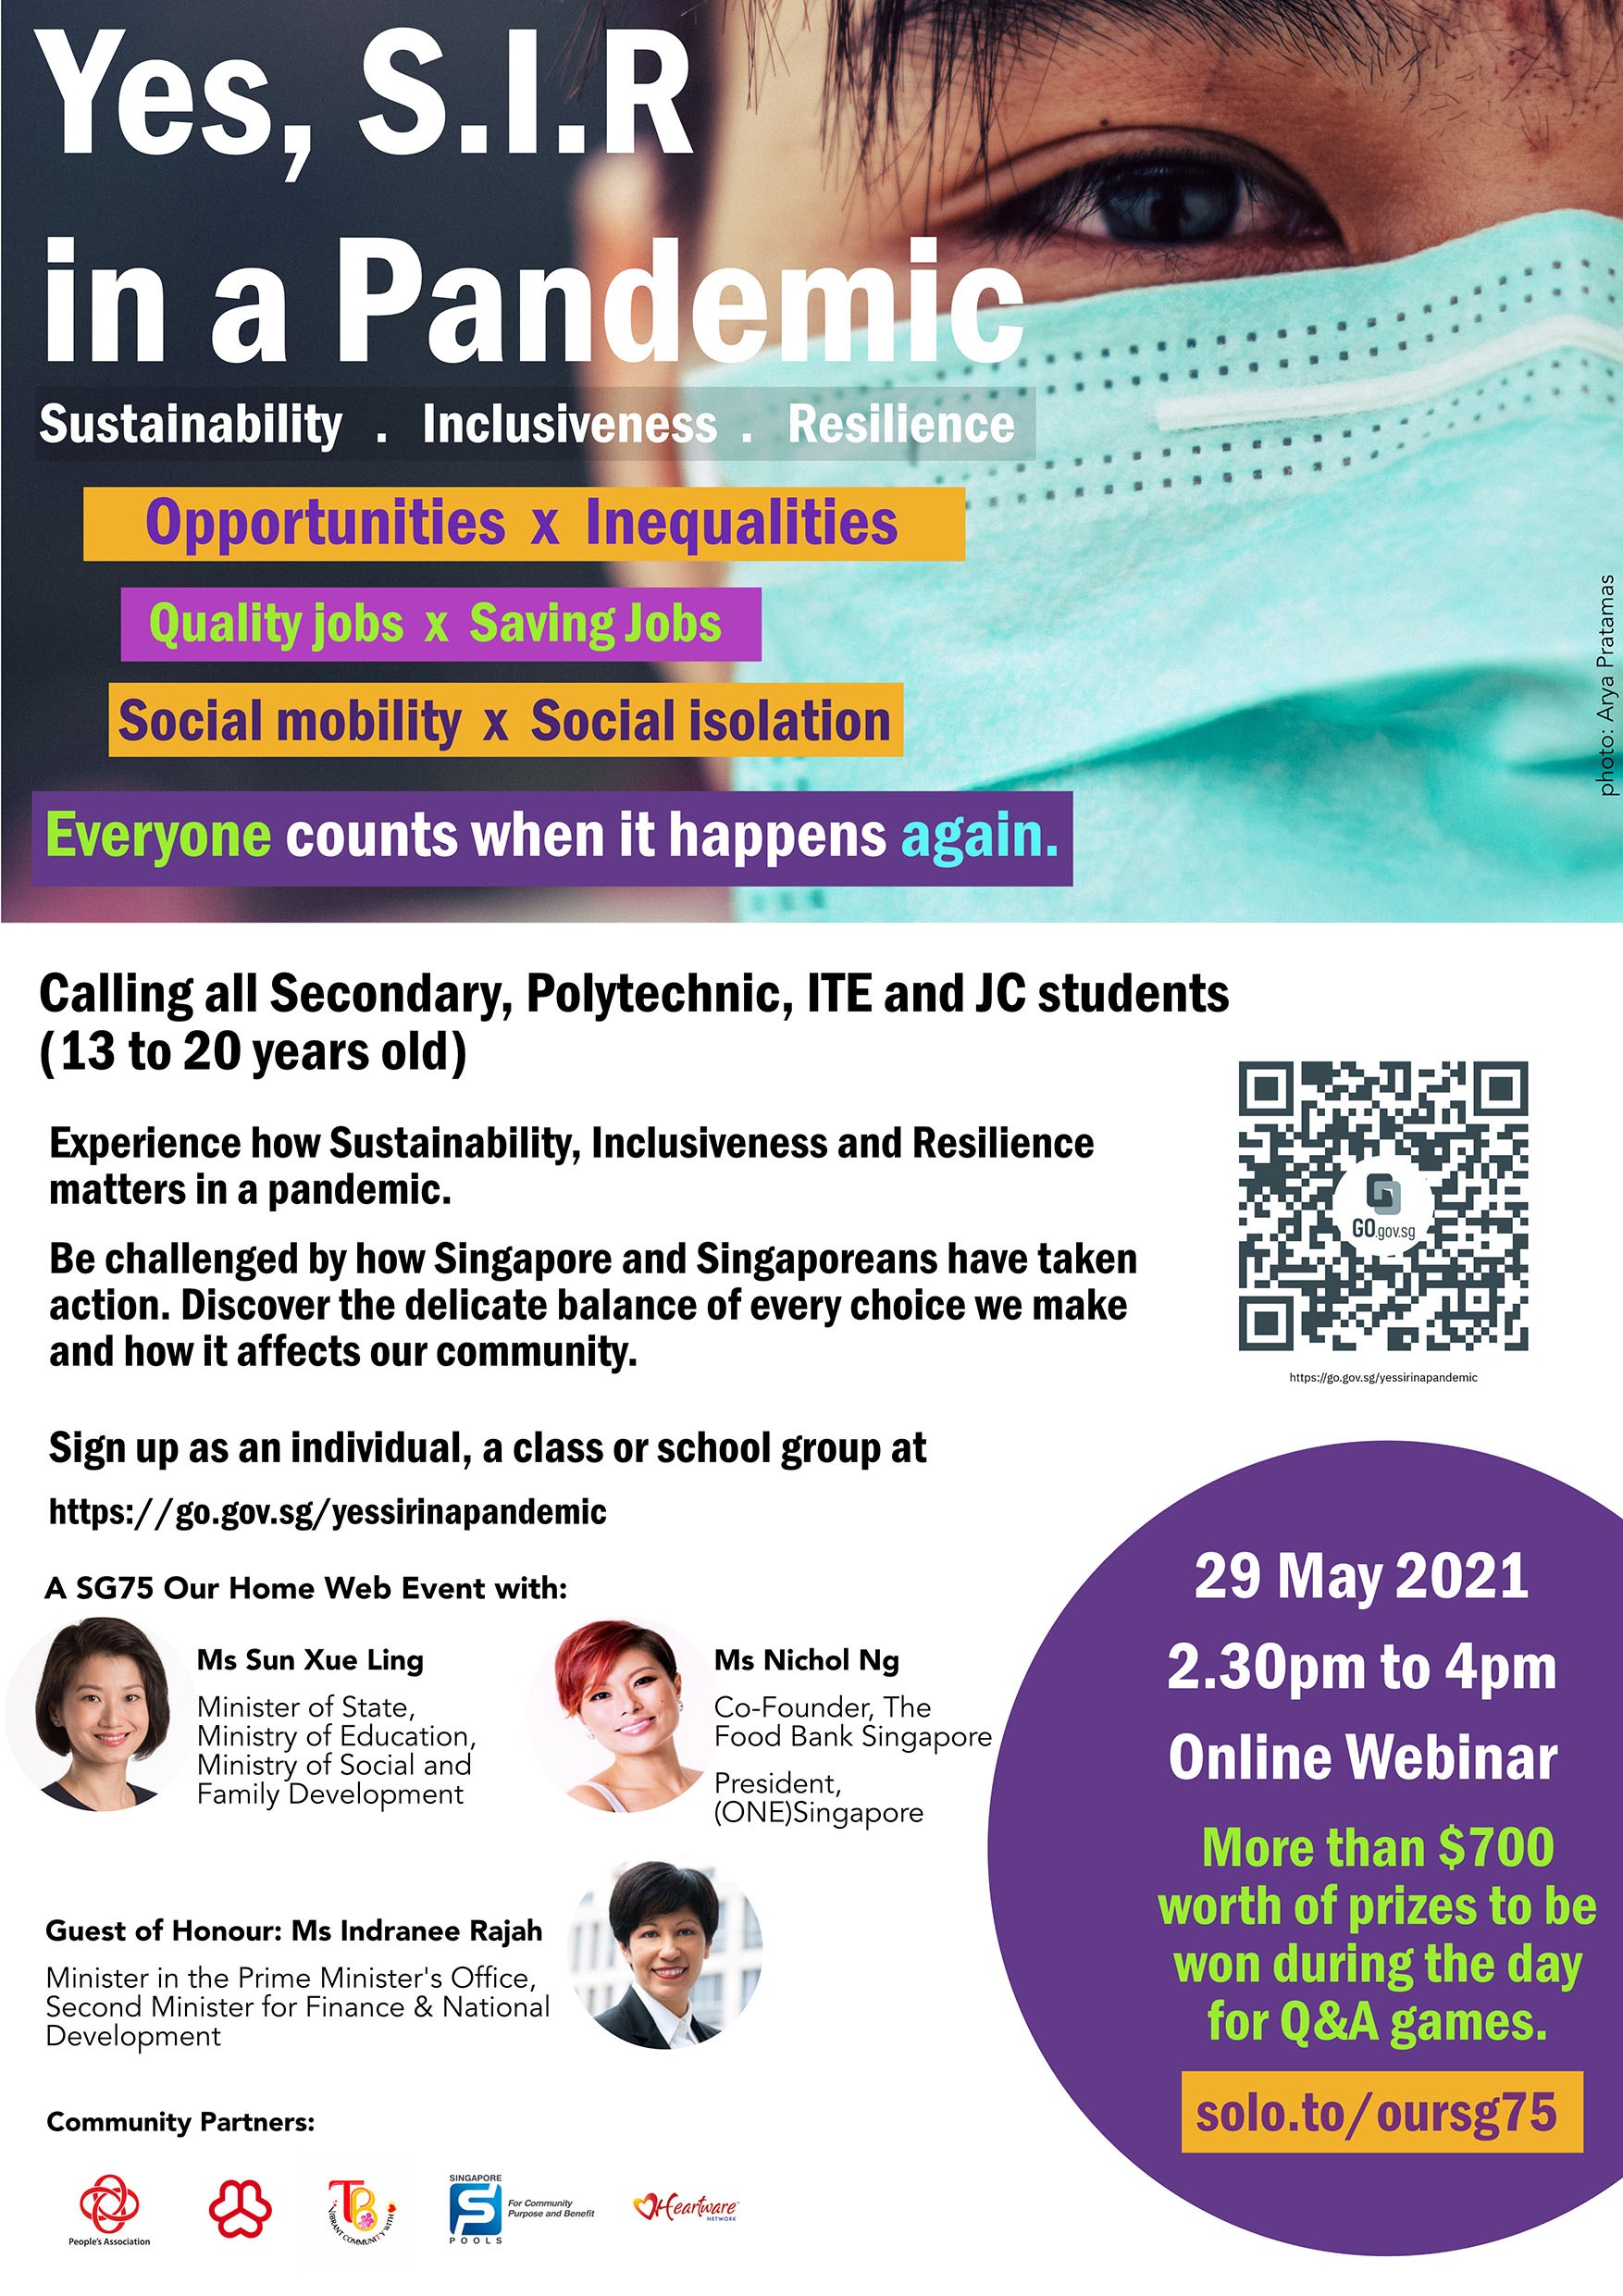 Yes, S.I.R
in a Pandemic
Sustainability . Inclusiveness . Resilience
Opportunities x Inequalities
Quality jobs x Saving Jobs
Social mobility x Social isolation
Everyone counts when it happens again.
photo: Arya Pratamas
Calling all Secondary, Polytechnic, ITE and JC students
(13 to 20 years old)
Experience how Sustainability, Inclusiveness and Resilience
matters in a pandemic.
Be challenged by how Singapore and Singaporeans have taken
action. Discover the delicate balance of every choice we make
and how it affects our community.
GO.gov.sg
https://go.gov.sg/yessirinapandemic
Sign up as an individual, a class or school group at
https://go.gov.sg/yessirinapandemic
A SG75 Our Home Web Event with:
Ms Sun Xue Ling
Minister of State,
Ministry of Education,
Ministry of Social and
Family Development
Ms Nichol Ng
Co-Founder, The
Food Bank Singapore
President,
(ONE)Singapore
Guest of Honour: Ms Indranee Rajah
Minister in the Prime Minister's Office,
Second Minister for Finance & National
Development
29 May 2021
2.30pm to 4pm
Online Webinar
More than $700
worth of prizes to be
won during the day
for Q&A games.
solo.to/oursg75
Community Partners:
People's Association
TB
VIBRANT COMMUNITY WITH
SINGAPORE
POOLS
For Community
Purpose and Benefit
Heartware
NETWORK